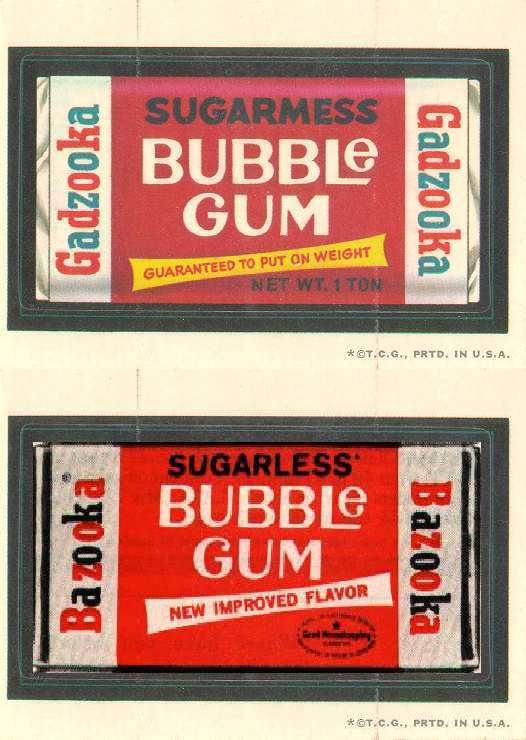 Gadzooka
SUGARMESS
BUBBLe
GUM
GUARANTEED TO PUT ON WEIGHT
NET WT. 1 TON
Gadzooka
*©T.C.G., PRTD. IN U.S.A.
Bazooka®
SUGARLESS*
BUBBLe
GUM
NEW IMPROVED FLAVOR
Good Housekeeping
Bazooka
*©T.C.G., PRTD. IN U.S.A.